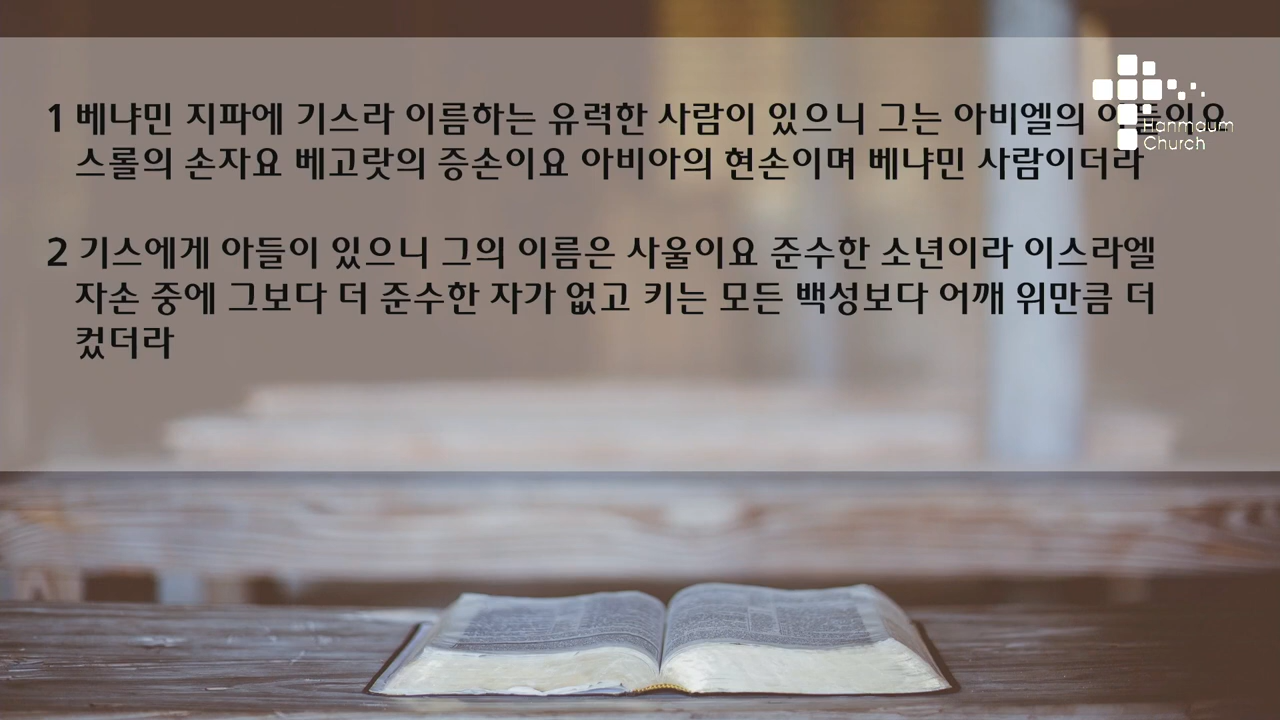 1 베냐민 지파에 기스라 이름하는 유력한 사람이 있으니 그는 아비엘의 아들이요
스롤의 손자요 베고랏의 증손이요 아비아의 현손이며 베냐민 사람이더라
2 기스에게 아들이 있으니 그의 이름은 사울이요 준수한 소년이라 이스라엘
자손 중에 그보다 더 준수한 자가 없고 키는 모든 백성보다 어깨 위만큼 더
컸더라
Hanmaum
Church